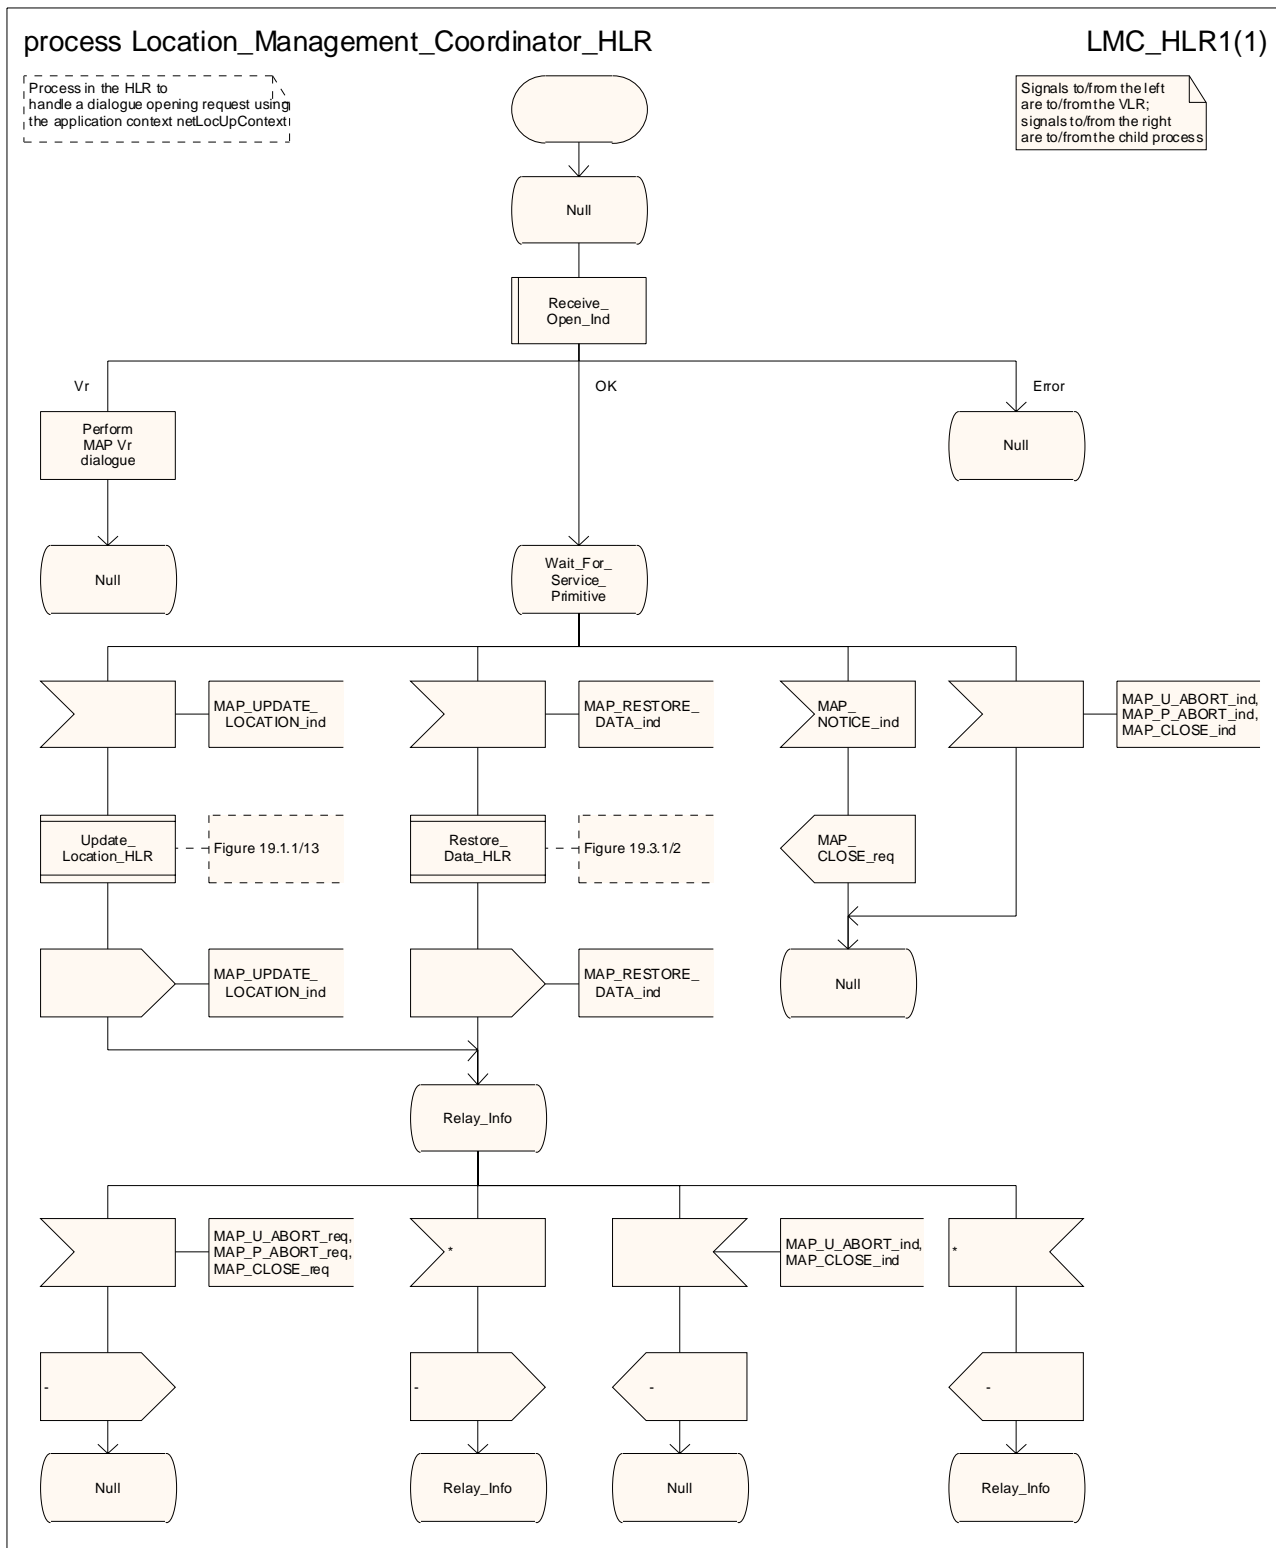 process Location_Management_Coordinator_HLR
LMC_HLR1(1)
Process in the HLR to
handle a dialogue opening request using
the application context netLocUpContext
Signals to/from the left
are to/from the VLR;
signals to/from the right
are to/from the child process
Null
Receive_
Open_Ind
Vr
OK
Error
Perform
MAP Vr
dialogue
Null
Null
Wait_For_
Service_
Primitive
Null
MAP_UPDATE_
LOCATION_ind
MAP_RESTORE_
DATA_ind
MAP_
NOTICE_ind
MAP_U_ABORT_ind,
MAP_P_ABORT_ind,
MAP_CLOSE_ind
Update_
Location_HLR
Figure 19.1.1/13
Restore_
Data_HLR
Figure 19.3.1/2
MAP_
CLOSE_req
MAP_UPDATE_
LOCATION_ind
MAP_RESTORE_
DATA_ind
Null
Relay_Info
MAP_U_ABORT_req,
MAP_P_ABORT_req,
MAP_CLOSE_req
*
MAP_U_ABORT_ind,
MAP_CLOSE_ind
*
-
-
-
-
Null
Relay_Info
Null
Relay_Info